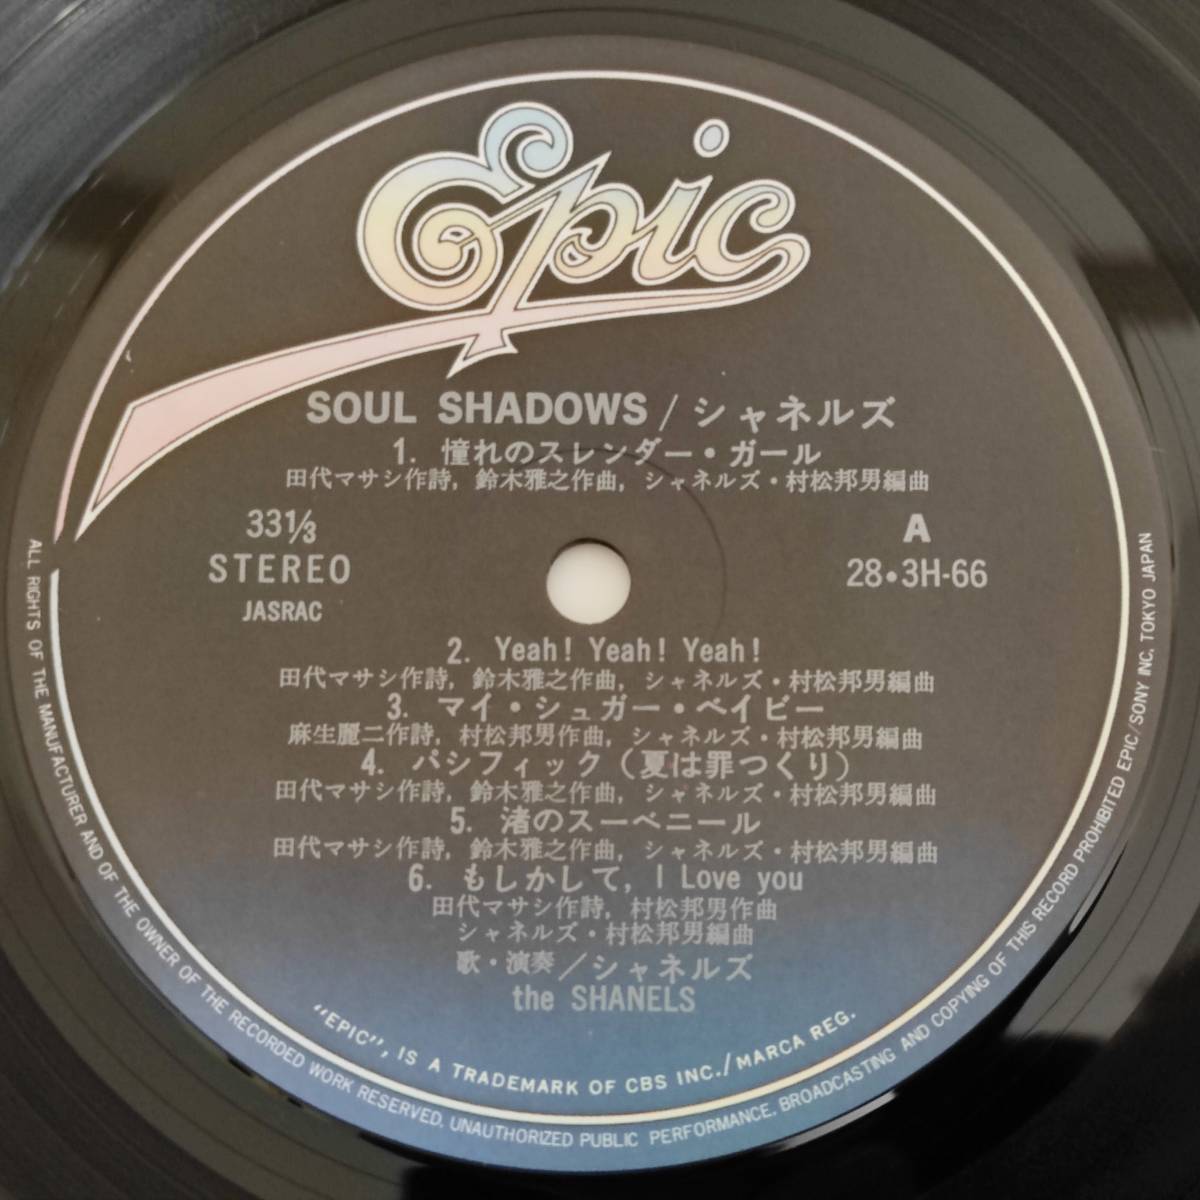 Epic
SOUL SHADOWS / シャネルズ
1. 憧れのスレンダー・ガール
田代マサシ作詩, 鈴木雅之作曲, シャネルズ・村松邦男編曲
33 1/3
STEREO
JASRAC
A
28・3H-66
2. Yeah! Yeah! Yeah!
田代マサシ作詩, 鈴木雅之作曲, シャネルズ・村松邦男編曲
3. マイ・シュガー・ベイビー
麻生麗二作詩, 村松邦男作曲, シャネルズ・村松邦男編曲
4. パシフィック (夏は罪つくり)
田代マサシ作詩, 鈴木雅之作曲, シャネルズ・村松邦男編曲
5. 渚のスーベニール
田代マサシ作詩, 鈴木雅之作曲, シャネルズ・村松邦男編曲
6. もしかして, I Love you
田代マサシ作詩, 村松邦男作曲
シャネルズ・村松邦男編曲
歌・演奏/シャネルズ
the SHANELS
"EPIC", IS A TRADEMARK OF CBS INC./MARCA REG.
ALL RIGHTS OF THE MANUFACTURER AND OF THE OWNER OF THE RECORDED WORK RESERVED. UNAUTHORIZED PUBLIC PERFORMANCE, BROADCASTING AND COPYING OF THIS RECORD PROHIBITED EPIC/SONY INC. TOKYO JAPAN